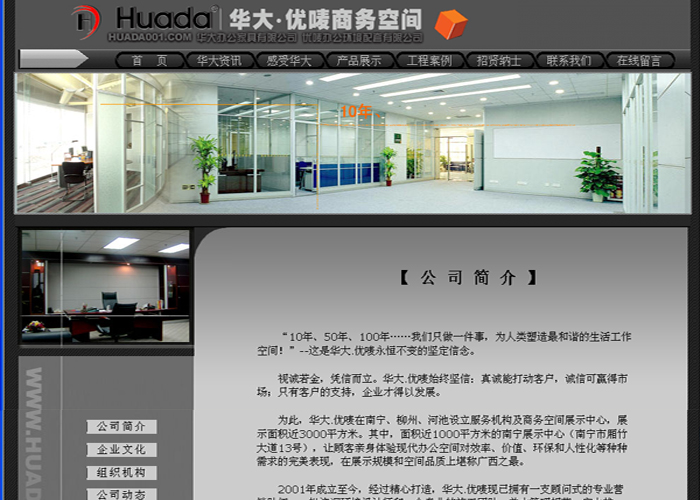 Huada 华大·优唛商务空间
HUADA001.COM 华大办公家具有限公司 优唛办公环境配套有限公司
首 页 华大资讯 感受华大 产品展示 工程案例 招贤纳士 联系我们 在线留言
10年
【 公 司 简 介 】
“10年、50年、100年……我们只做一件事，为人类塑造最和谐的生活工作
空间！”--这是华大.优唛永恒不变的坚定信念。
视诚若金，凭信而立。华大.优唛始终坚信：真诚能打动客户，诚信可赢得市
场；只有客户的支持，企业才得以发展。
为此，华大.优唛在南宁、柳州、河池设立服务机构及商务空间展示中心，展
示面积近3000平方米。其中，面积近1000平方米的南宁展示中心（南宁市厢竹
大道13号），让顾客亲身体验现代办公空间对效率、价值、环保和人性化等种种
需求的完美表现，在展示规模和空间品质上堪称广西之最。
2001年成立至今，经过精心打造，华大.优唛现已拥有一支顾问式的专业营
WWW.HUAD
公司简介
企业文化
组织机构
公司动态